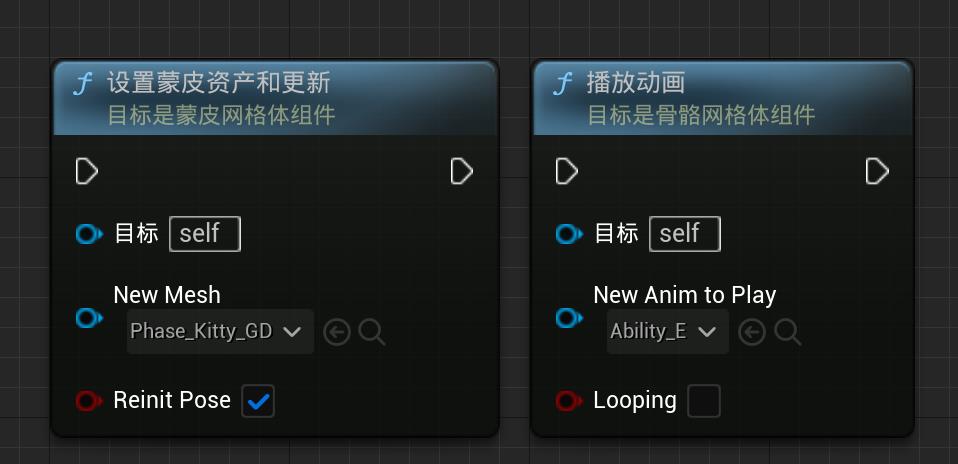 设置蒙皮资产和更新
目标是蒙皮网格体组件
目标 self
New Mesh
Phase_Kitty_GD
Reinit Pose
播放动画
目标是骨骼网格体组件
目标 self
New Anim to Play
Ability_E
Looping